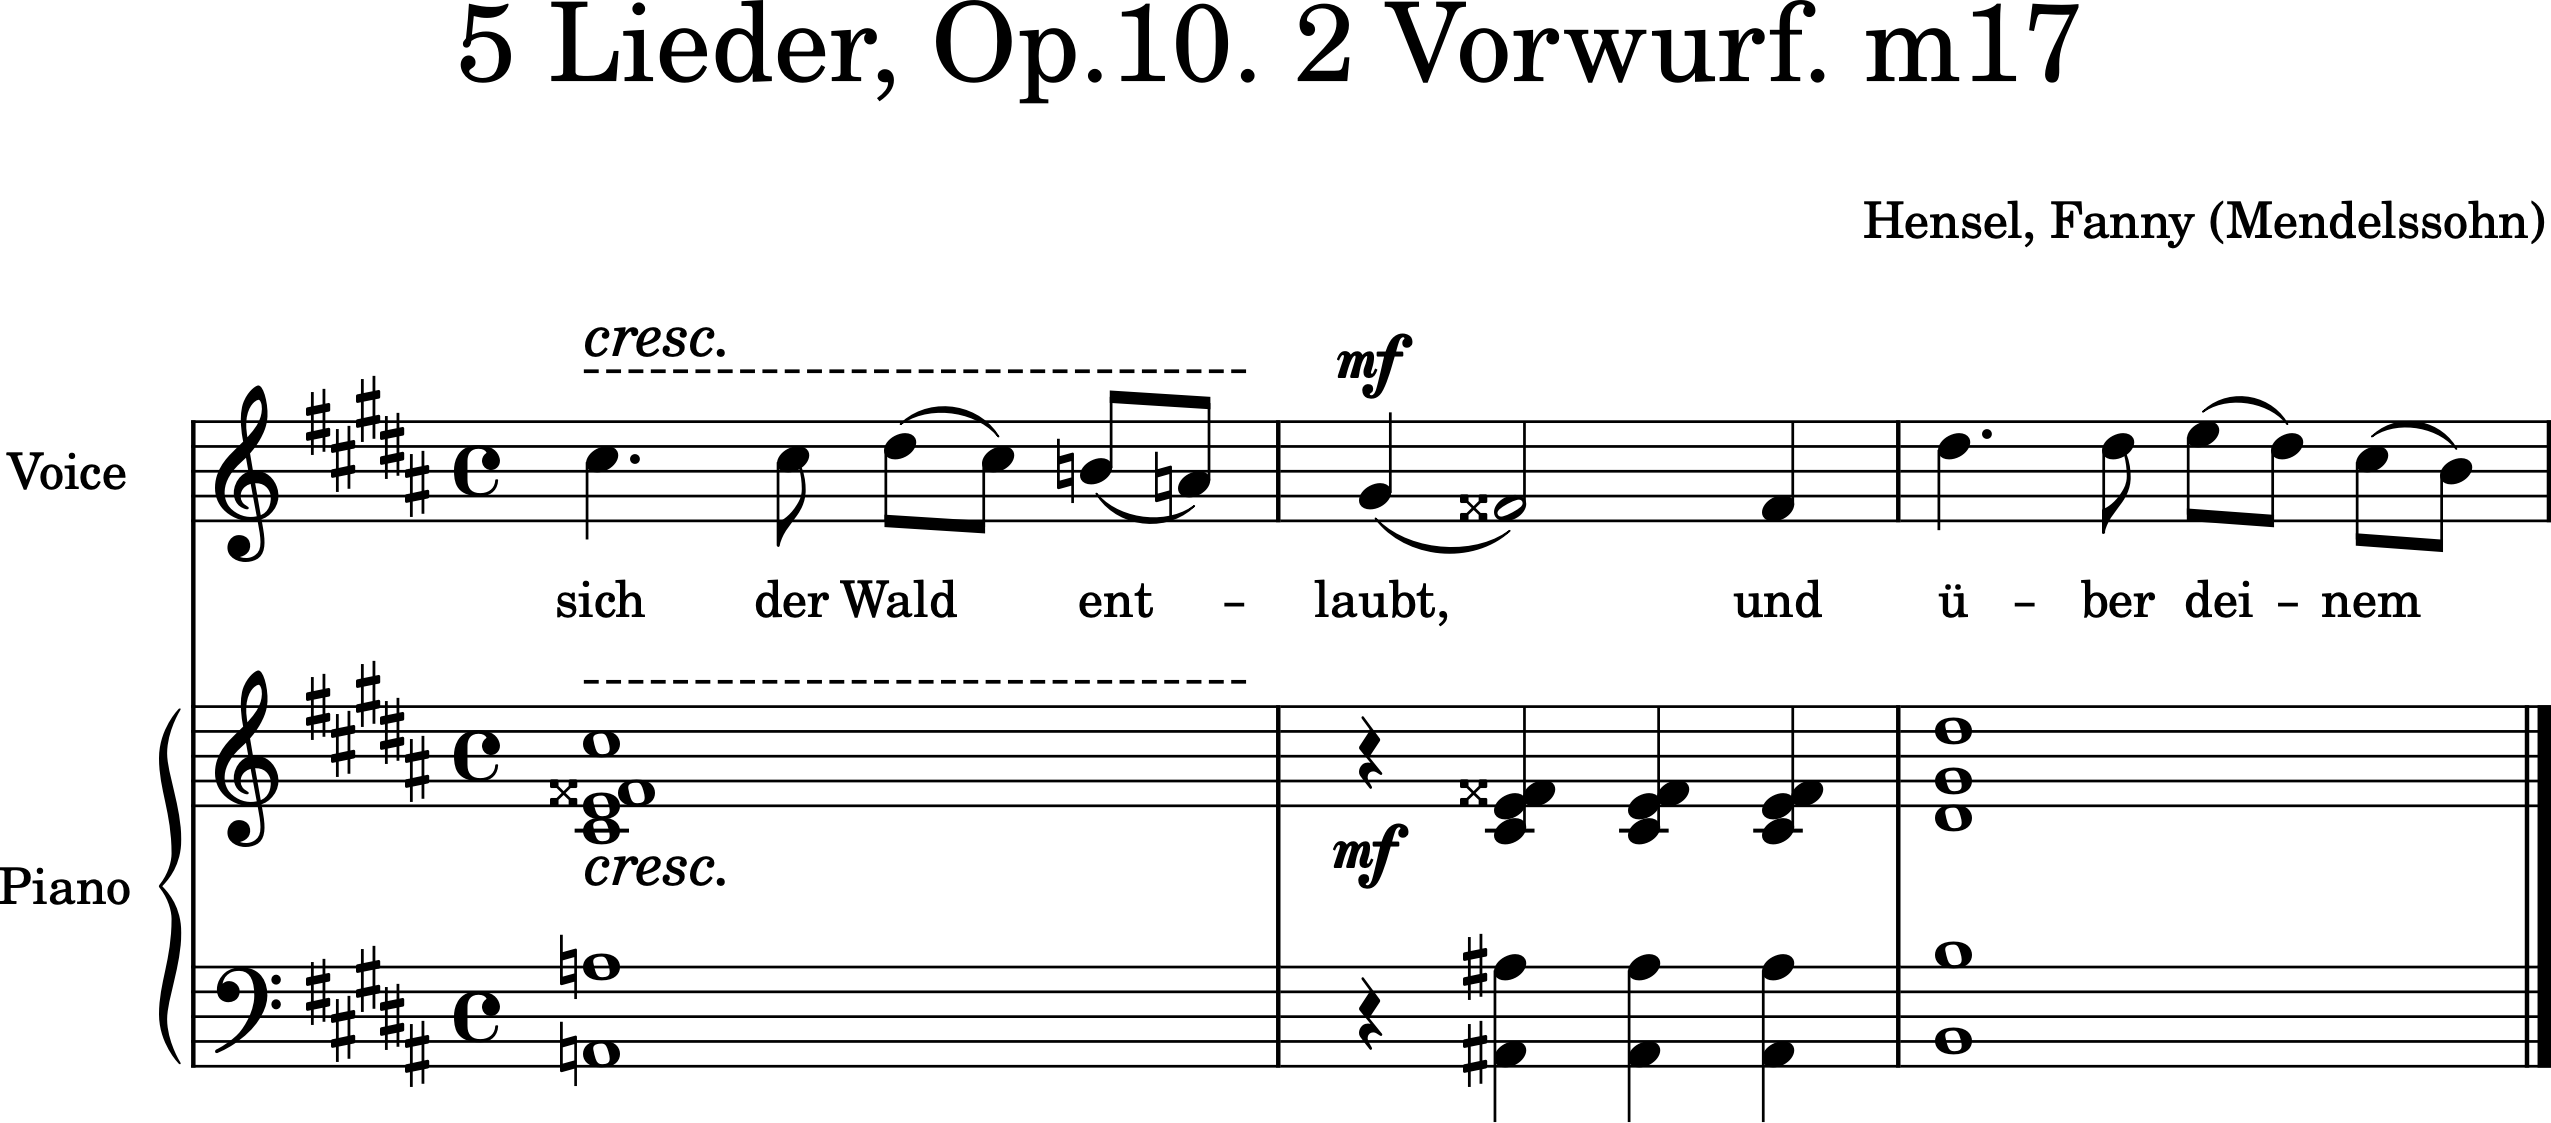 5 Lieder, Op.10. 2 Vorwurf. m17
Hensel, Fanny (Mendelssohn)
cresc.
mf
Voice
sich der Wald ent – laubt, und ü – ber dei – nem
mf
cresc.
Piano